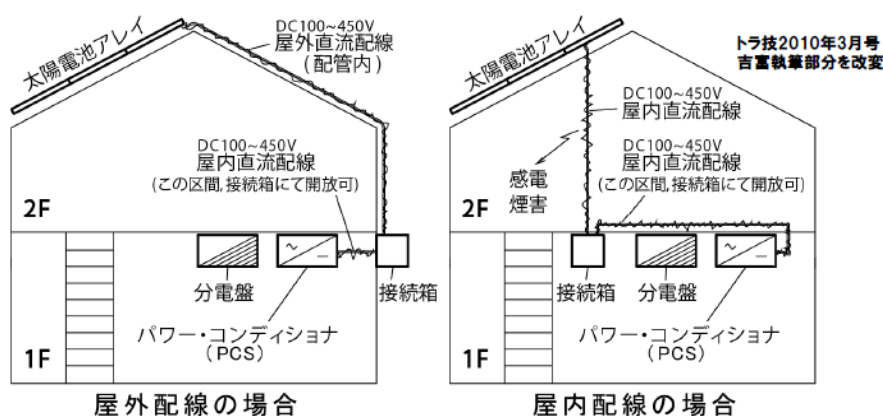 太陽電池アレイ
DC100~450V
屋外直流配線
(配管内)
DC100~450V
屋内直流配線
(この区間,接続箱にて開放可)
2F
分電盤
接続箱
パワー・コンディショナ
(PCS)
1F
屋外配線の場合
トラ技2010年3月号
吉富執筆部分を改変
太陽電池アレイ
DC100~450V
屋内直流配線
DC100~450V
屋内直流配線
(この区間,接続箱にて開放可)
感電
煙害
2F
接続箱
分電盤
パワー・コンディショナ
(PCS)
1F
屋内配線の場合